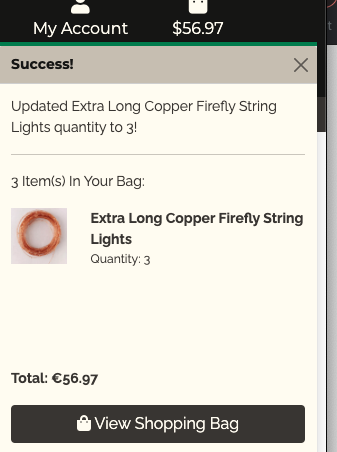 My Account
$56.97
Success!
Updated Extra Long Copper Firefly String
Lights quantity to 3!
3 Item(s) In Your Bag:
Extra Long Copper Firefly String
Lights
Quantity: 3
Total: €56.97
View Shopping Bag